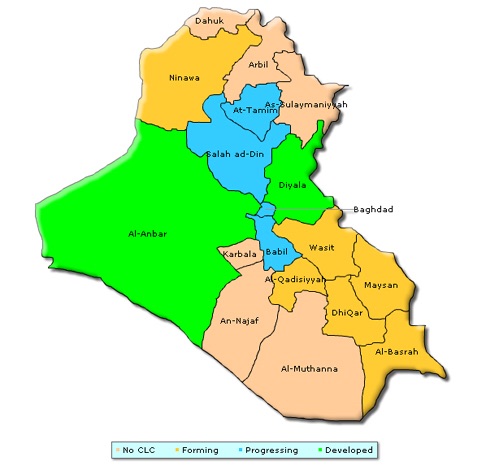 Dahuk
Arbil
Ninawa
As-Sulaymaniyyah
At-Tamim
Salah ad-Din
Diyala
Baghdad
Al-Anbar
Karbala
Babil
Wasit
Al-Qadisiyyah
Maysan
DhiQar
An-Najaf
Al-Basrah
Al-Muthanna
No CLC Forming Progressing Developed